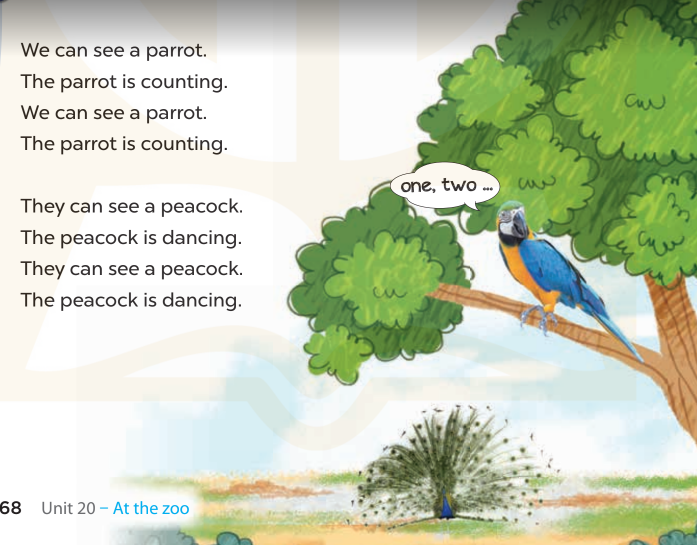 We can see a parrot.
The parrot is counting.
We can see a parrot.
The parrot is counting.
They can see a peacock.
The peacock is dancing.
They can see a peacock.
The peacock is dancing.
one, two ...
68 Unit 20 – At the zoo